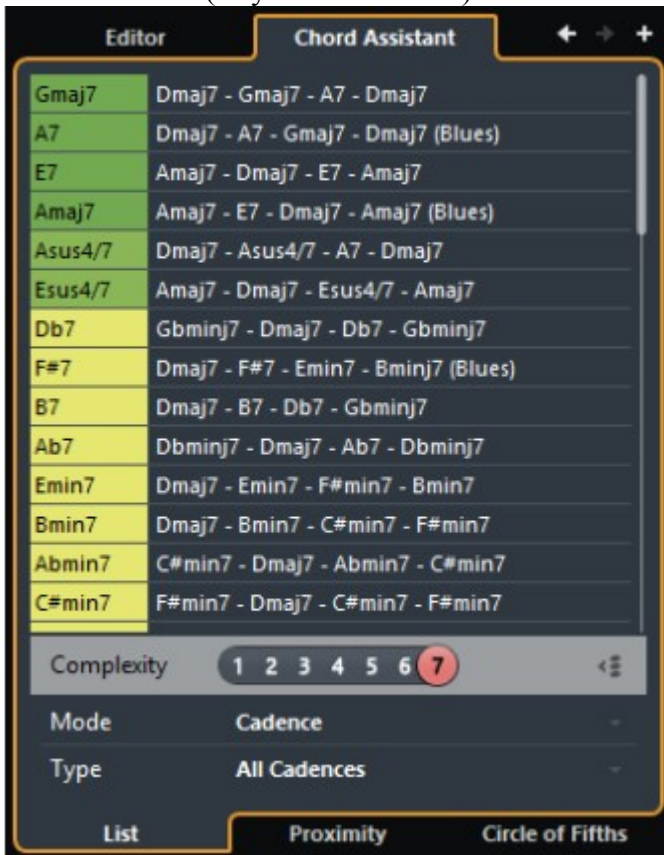 Editor Chord Assistant
Gmaj7 Dmaj7 - Gmaj7 - A7 - Dmaj7
A7 Dmaj7 - A7 - Gmaj7 - Dmaj7 (Blues)
E7 Amaj7 - Dmaj7 - E7 - Amaj7
Amaj7 Amaj7 - E7 - Dmaj7 - Amaj7 (Blues)
Asus4/7 Dmaj7 - Asus4/7 - A7 - Dmaj7
Esus4/7 Amaj7 - Dmaj7 - Esus4/7 - Amaj7
Db7 Gbminj7 - Dmaj7 - Db7 - Gbminj7
F#7 Dmaj7 - F#7 - Emin7 - Bminj7 (Blues)
B7 Dmaj7 - B7 - Db7 - Gbminj7
Ab7 Dbminj7 - Dmaj7 - Ab7 - Dbminj7
Emin7 Dmaj7 - Emin7 - F#min7 - Bmin7
Bmin7 Dmaj7 - Bmin7 - C#min7 - F#min7
Abmin7 C#min7 - Dmaj7 - Abmin7 - C#min7
C#min7 F#min7 - Dmaj7 - C#min7 - F#min7
Complexity 1 2 3 4 5 6 7
Mode Cadence
Type All Cadences
List Proximity Circle of Fifths